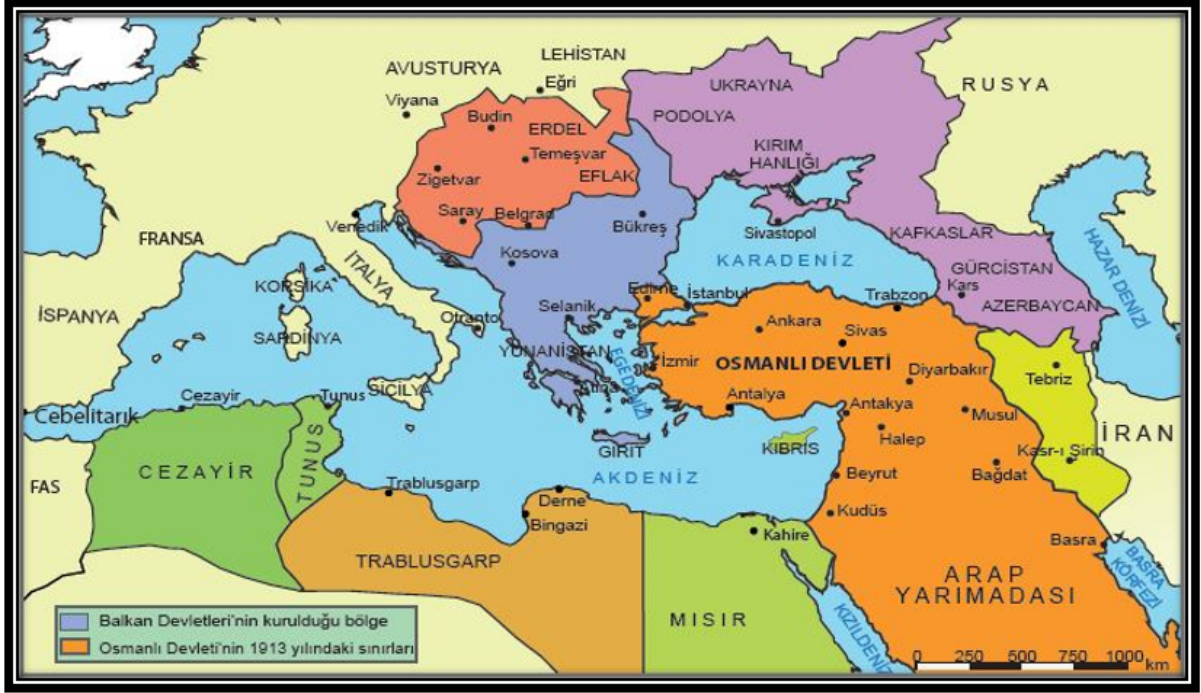 LEHİSTAN
AVUSTURYA
Eğri
RUSYA
UKRAYNA
Viyana
Budin
PODOLYA
ERDEL
KIRIM
HANLIĞI
Temeşvar
Zigetvar
EFLAK
Saray
Belgrad
Venedik
Bükreş
Sivastopol
KAFKASLAR
FRANSA
Kosova
KARADENİZ
GÜRCİSTAN
HAZAR DENİZİ
İTALYA
KORSİKA
Kars
Edirne
İstanbul
Trabzon
AZERBAYCAN
İSPANYA
Selanik
Otranto
Ankara
Sivas
SARDİNYA
YUNANİSTAN
EGE DENİZİ
İzmir
OSMANLI DEVLETİ
Diyarbakır
Tebriz
SİCİLYA
Atina
Cezayir
Tunus
Antalya
Antakya
Musul
Cebelitarık
Halep
İRAN
GİRİT
KIBRIS
Kasr-ı Şirin
CEZAYİR
TUNUS
AKDENİZ
Beyrut
Bağdat
FAS
Trablusgarp
Derne
Bingazi
Kudüs
Kahire
Basra
TRABLUSGARP
BASRA
KÖRFEZİ
ARAP
YARIMADASI
MISIR
KIZILDENİZ
Balkan Devletleri'nin kurulduğu bölge
Osmanlı Devleti'nin 1913 yılındaki sınırları
0 250 500 750 1000 km